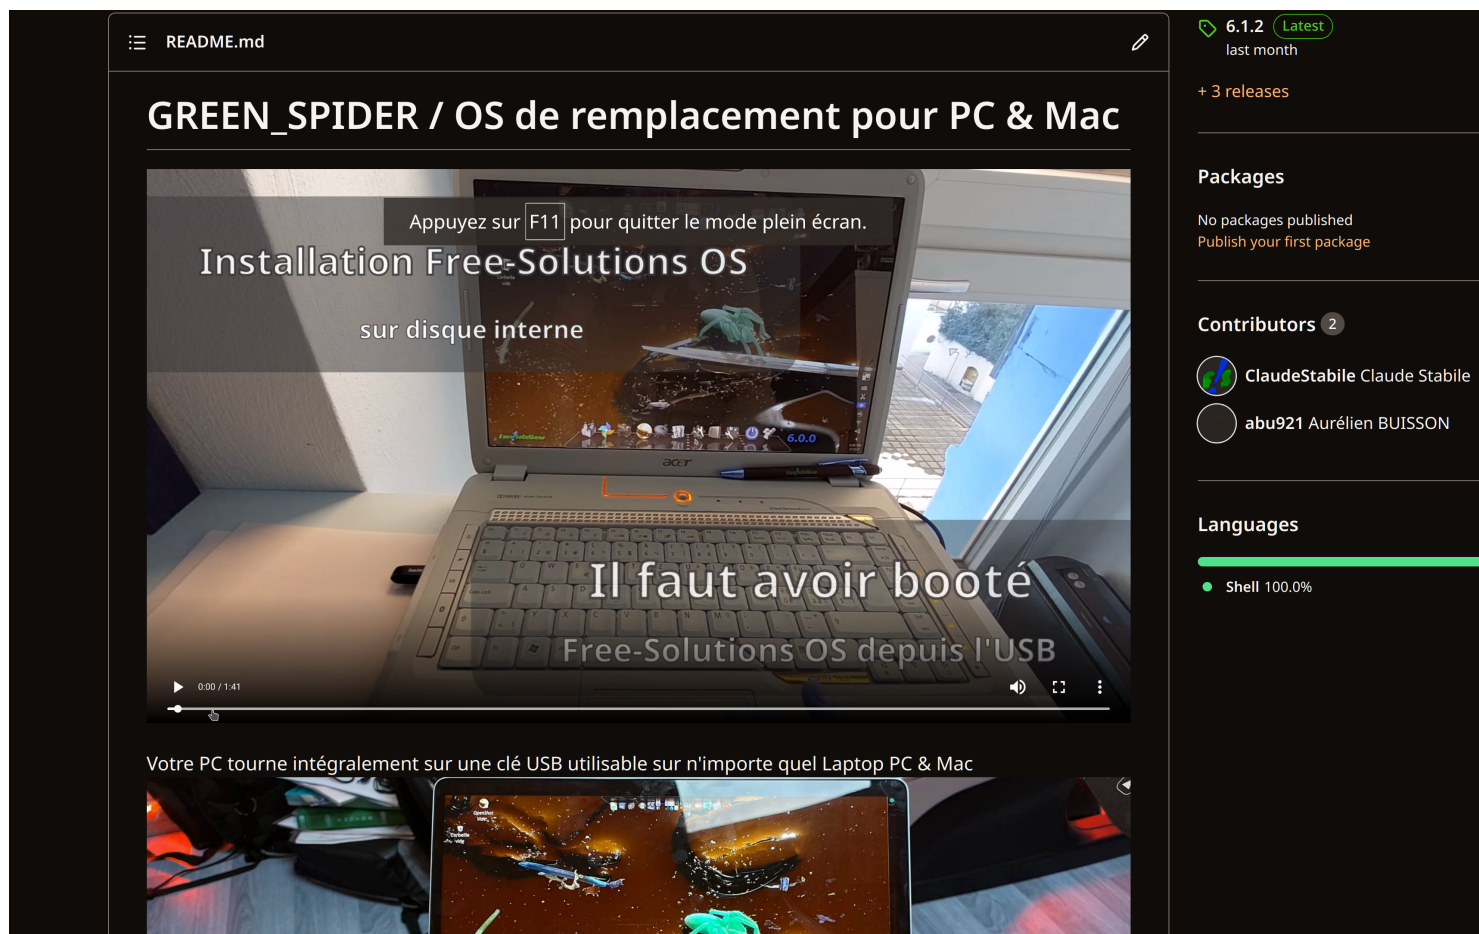 README.md
GREEN_SPIDER / OS de remplacement pour PC & Mac
Appuyez sur F11 pour quitter le mode plein écran.
Installation Free-Solutions OS
sur disque interne
6.0.0
acer
Il faut avoir booté
Free-Solutions OS depuis l'USB
0:00 / 1:41
Votre PC tourne intégralement sur une clé USB utilisable sur n'importe quel Laptop PC & Mac
6.1.2 Latest
last month
+ 3 releases
Packages
No packages published
Publish your first package
Contributors 2
ClaudeStabile Claude Stabile
abu921 Aurélien BUISSON
Languages
Shell 100.0%